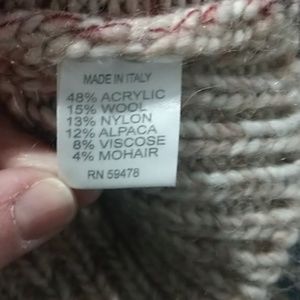 MADE IN ITALY
48% ACRYLIC
15% WOOL
13% NYLON
12% ALPACA
8% VISCOSE
4% MOHAIR
RN 59478